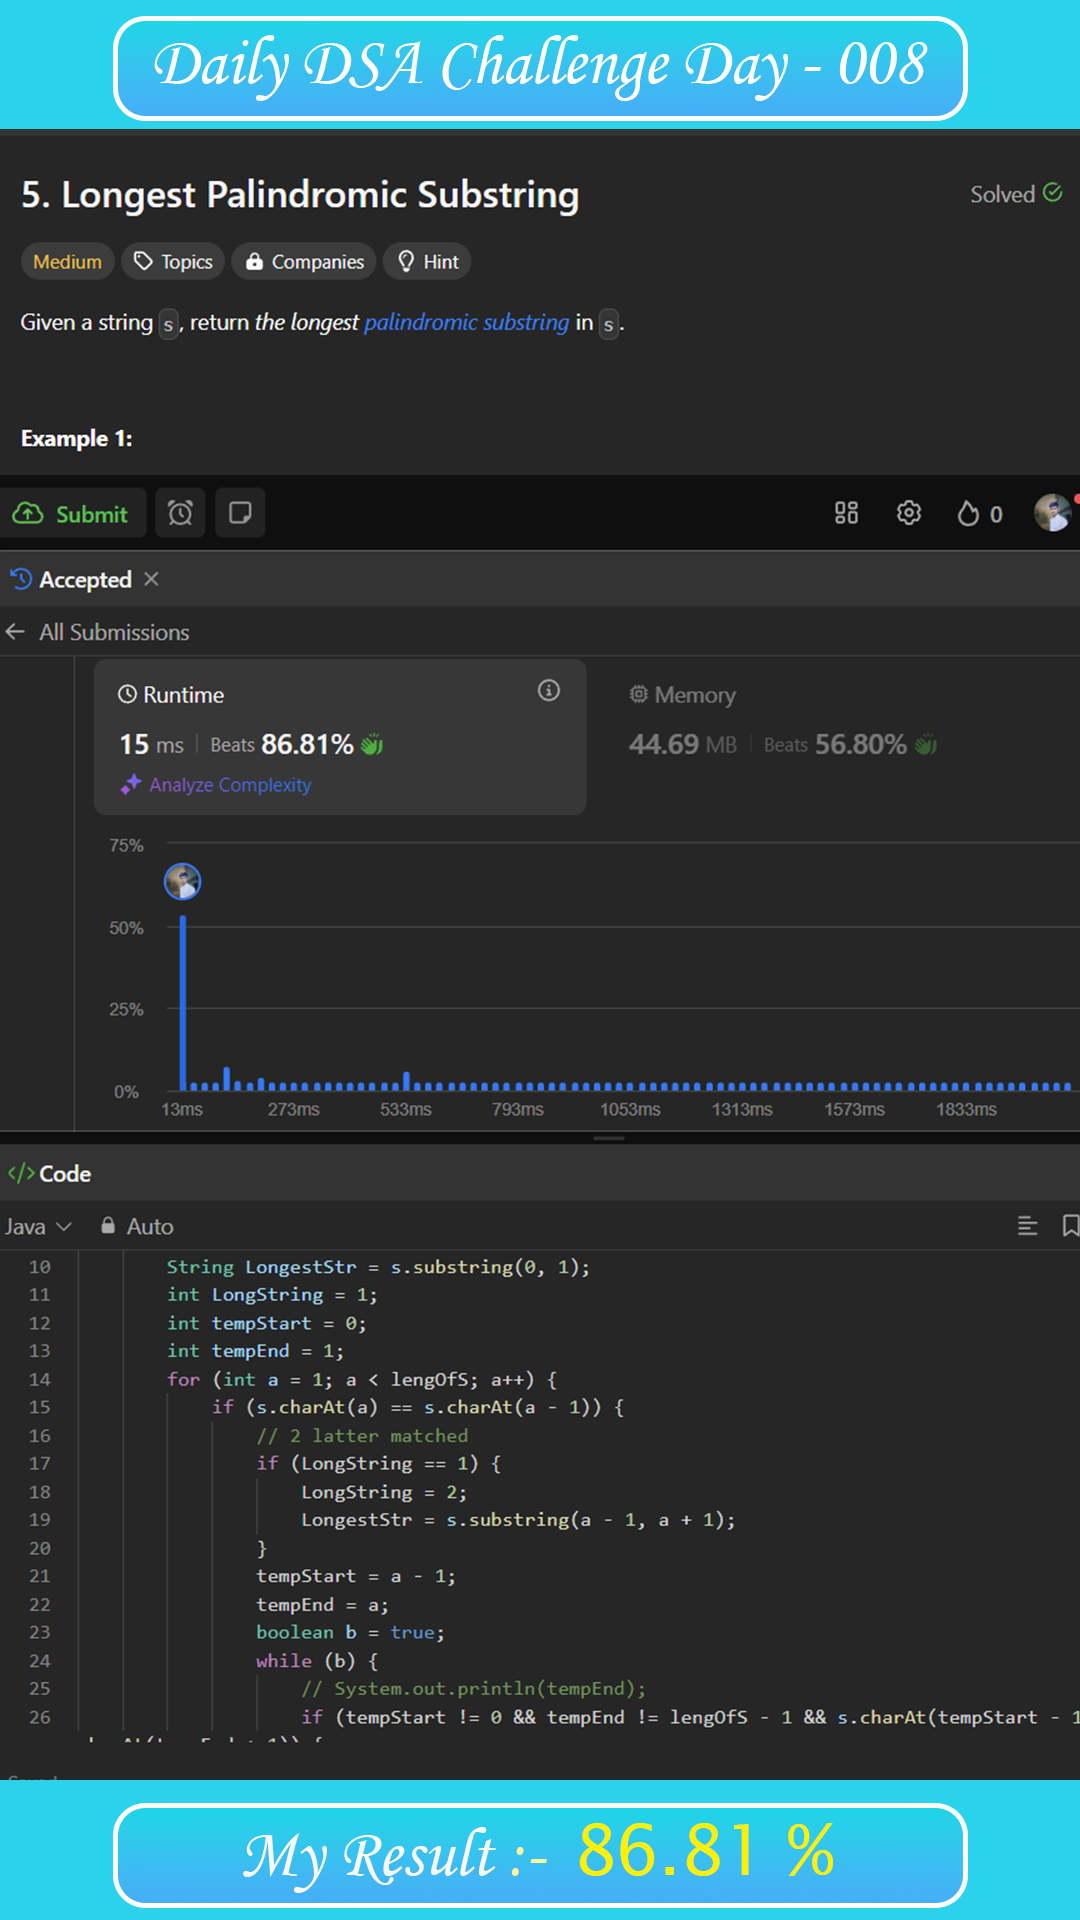 Daily DSA Challenge Day - 008
5. Longest Palindromic Substring
Solved
Medium Topics Companies Hint
Given a string s, return the longest palindromic substring in s.
Example 1:
Submit
0
Accepted
All Submissions
Runtime
15 ms | Beats 86.81%
Analyze Complexity
Memory
44.69 MB | Beats 56.80%
75%
50%
25%
0%
13ms 273ms 533ms 793ms 1053ms 1313ms 1573ms 1833ms
</> Code
Java Auto
10 String LongestStr = s.substring(0, 1);
11 int LongString = 1;
12 int tempStart = 0;
13 int tempEnd = 1;
14 for (int a = 1; a < lengOfS; a++) {
15 if (s.charAt(a) == s.charAt(a - 1)) {
16 // 2 latter matched
17 if (LongString == 1) {
18 LongString = 2;
19 LongestStr = s.substring(a - 1, a + 1);
20 }
21 tempStart = a - 1;
22 tempEnd = a;
23 boolean b = true;
24 while (b) {
25 // System.out.println(tempEnd);
26 if (tempStart != 0 && tempEnd != lengOfS - 1 && s.charAt(tempStart - 1
My Result :- 86.81 %